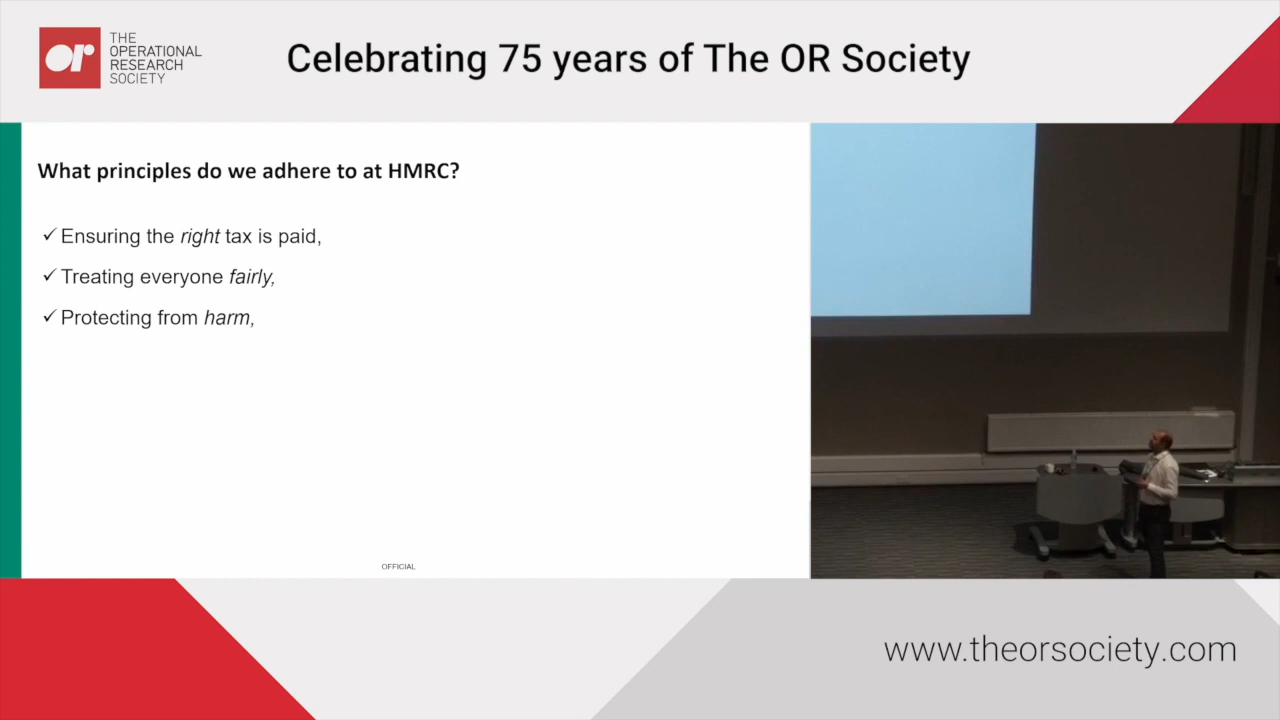 or
THE
OPERATIONAL
RESEARCH
SOCIETY
Celebrating 75 years of The OR Society
What principles do we adhere to at HMRC?
✓ Ensuring the right tax is paid,
✓ Treating everyone fairly,
✓ Protecting from harm,
OFFICIAL
www.theorsociety.com